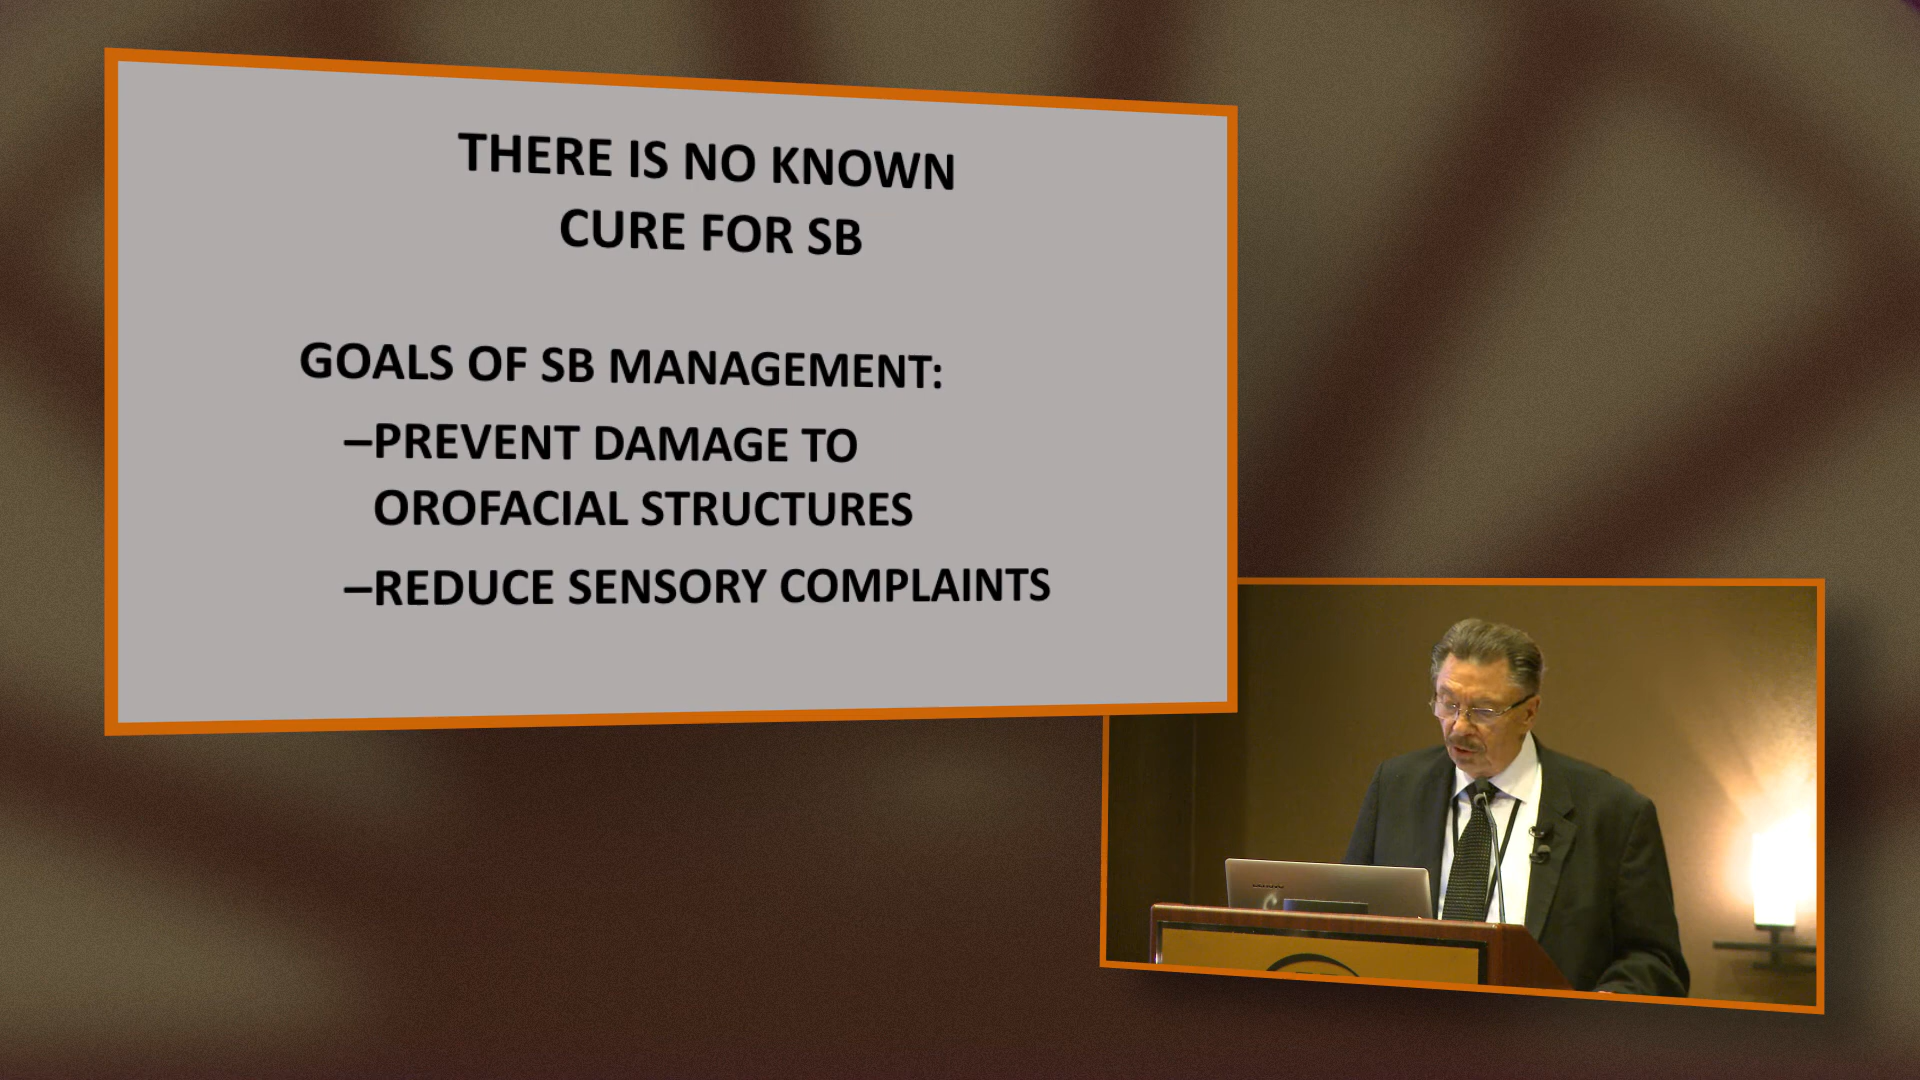 THERE IS NO KNOWN
CURE FOR SB
GOALS OF SB MANAGEMENT:
–PREVENT DAMAGE TO
OROFACIAL STRUCTURES
–REDUCE SENSORY COMPLAINTS